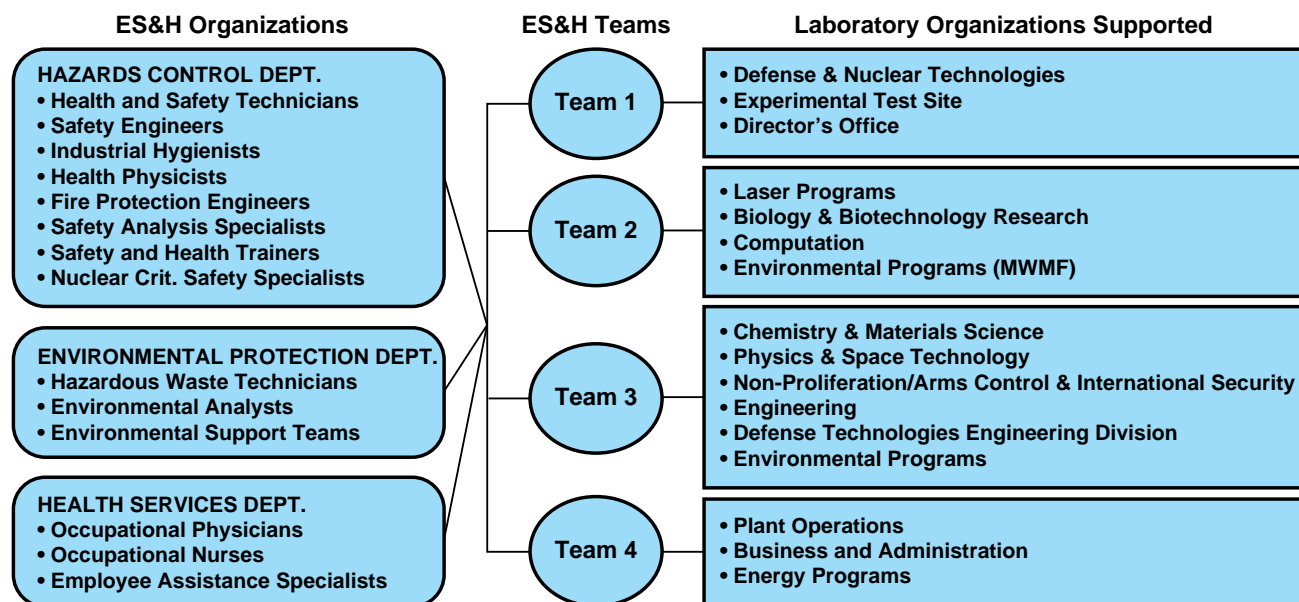 ES&H Organizations
HAZARDS CONTROL DEPT.
• Health and Safety Technicians
• Safety Engineers
• Industrial Hygienists
• Health Physicists
• Fire Protection Engineers
• Safety Analysis Specialists
• Safety and Health Trainers
• Nuclear Crit. Safety Specialists
ENVIRONMENTAL PROTECTION DEPT.
• Hazardous Waste Technicians
• Environmental Analysts
• Environmental Support Teams
HEALTH SERVICES DEPT.
• Occupational Physicians
• Occupational Nurses
• Employee Assistance Specialists
ES&H Teams
Team 1
Team 2
Team 3
Team 4
Laboratory Organizations Supported
• Defense & Nuclear Technologies
• Experimental Test Site
• Director's Office
• Laser Programs
• Biology & Biotechnology Research
• Computation
• Environmental Programs (MWMF)
• Chemistry & Materials Science
• Physics & Space Technology
• Non-Proliferation/Arms Control & International Security
• Engineering
• Defense Technologies Engineering Division
• Environmental Programs
• Plant Operations
• Business and Administration
• Energy Programs